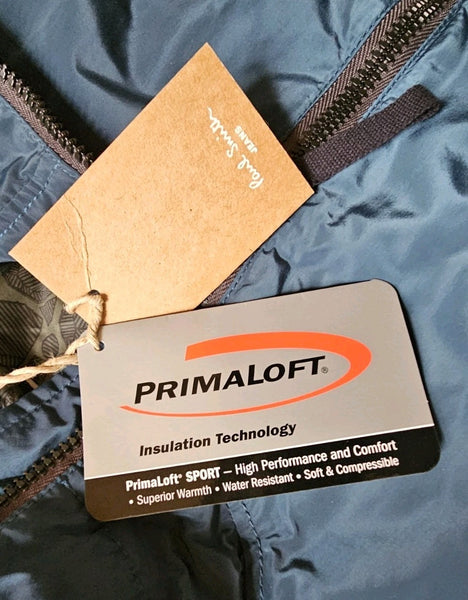 Paul Smith
JEANS
PRIMALOFT®
Insulation Technology
PrimaLoft® SPORT — High Performance and Comfort
• Superior Warmth • Water Resistant • Soft & Compressible